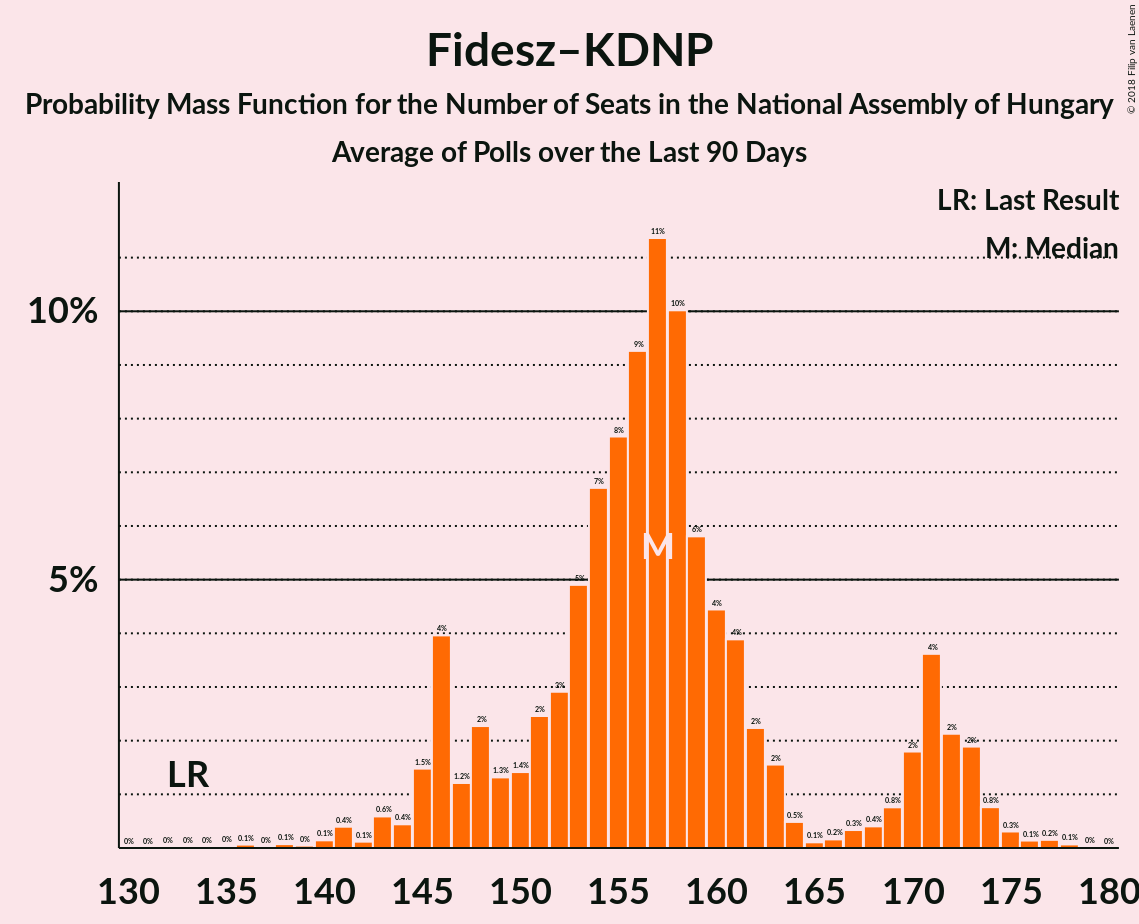 Fidesz–KDNP
Probability Mass Function for the Number of Seats in the National Assembly of Hungary
Average of Polls over the Last 90 Days
© 2018 Filip van Laenen
LR: Last Result
M: Median
10%
5%
LR
M
0% 0% 0% 0% 0% 0% 0.1% 0% 0.1% 0% 0.1% 0.4% 0.1% 0.6% 0.4% 1.5% 4% 1.2% 2% 1.3% 1.4% 2% 3% 5% 7% 8% 9% 11% 10% 6% 4% 4% 2% 2% 0.5% 0.1% 0.2% 0.3% 0.4% 0.8% 2% 4% 2% 2% 0.8% 0.3% 0.1% 0.2% 0.1% 0% 0%
130 135 140 145 150 155 160 165 170 175 180